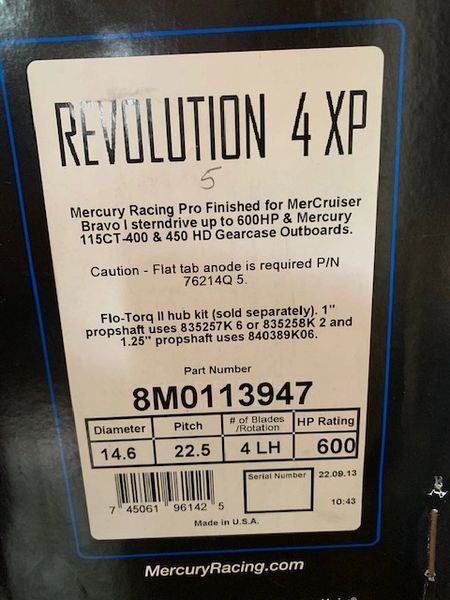 REVOLUTION 4 XP
5
Mercury Racing Pro Finished for MerCruiser
Bravo I sterndrive up to 600HP & Mercury
115CT-400 & 450 HD Gearcase Outboards.
Caution - Flat tab anode is required P/N
76214Q 5.
Flo-Torq II hub kit (sold separately). 1"
propshaft uses 835257K 6 or 835258K 2 and
1.25" propshaft uses 840389K06.
Part Number
8M0113947
Diameter Pitch # of Blades /Rotation HP Rating
14.6 22.5 4 LH 600
Serial Number 22.09.13
10:43
7 45061 96142 5
Made in U.S.A.
MercuryRacing.com